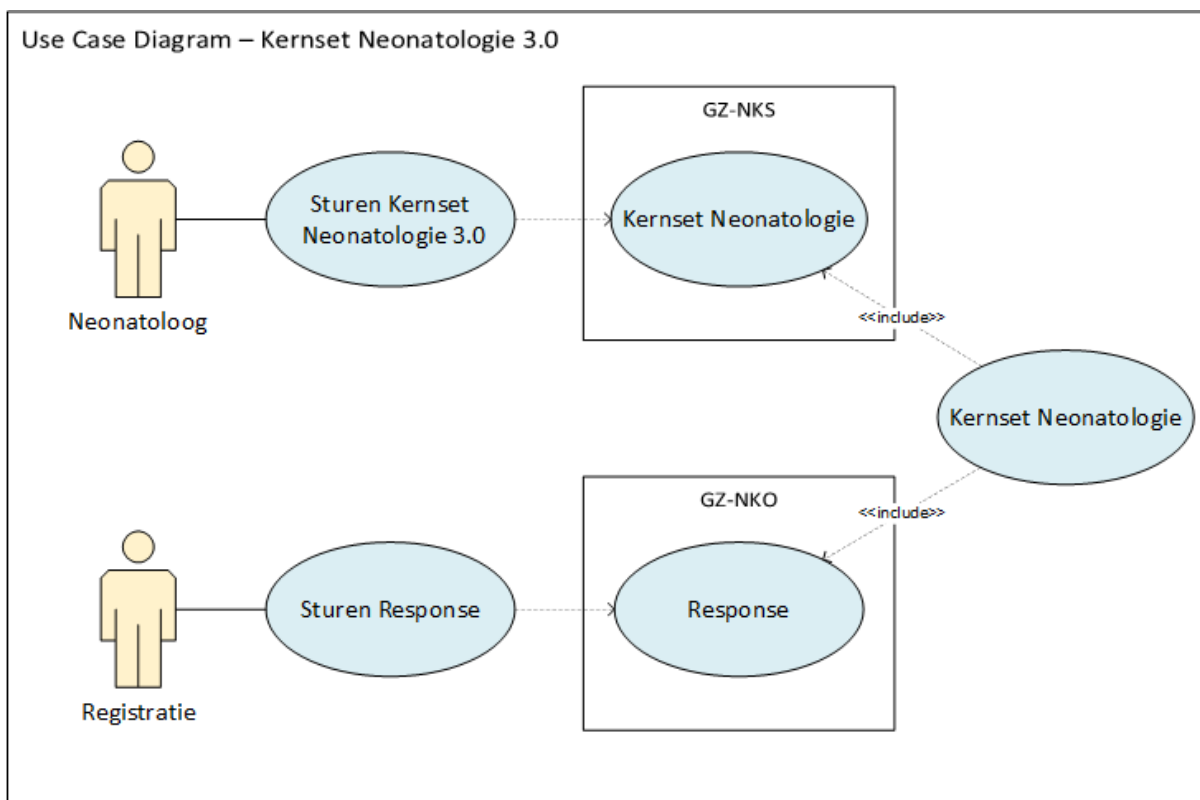 Use Case Diagram – Kernset Neonatologie 3.0
GZ-NKS
Sturen Kernset
Neonatologie 3.0
Kernset Neonatologie
Neonatoloog
<<include>>
Kernset Neonatologie
GZ-NKO
<<include>>
Sturen Response
Response
Registratie